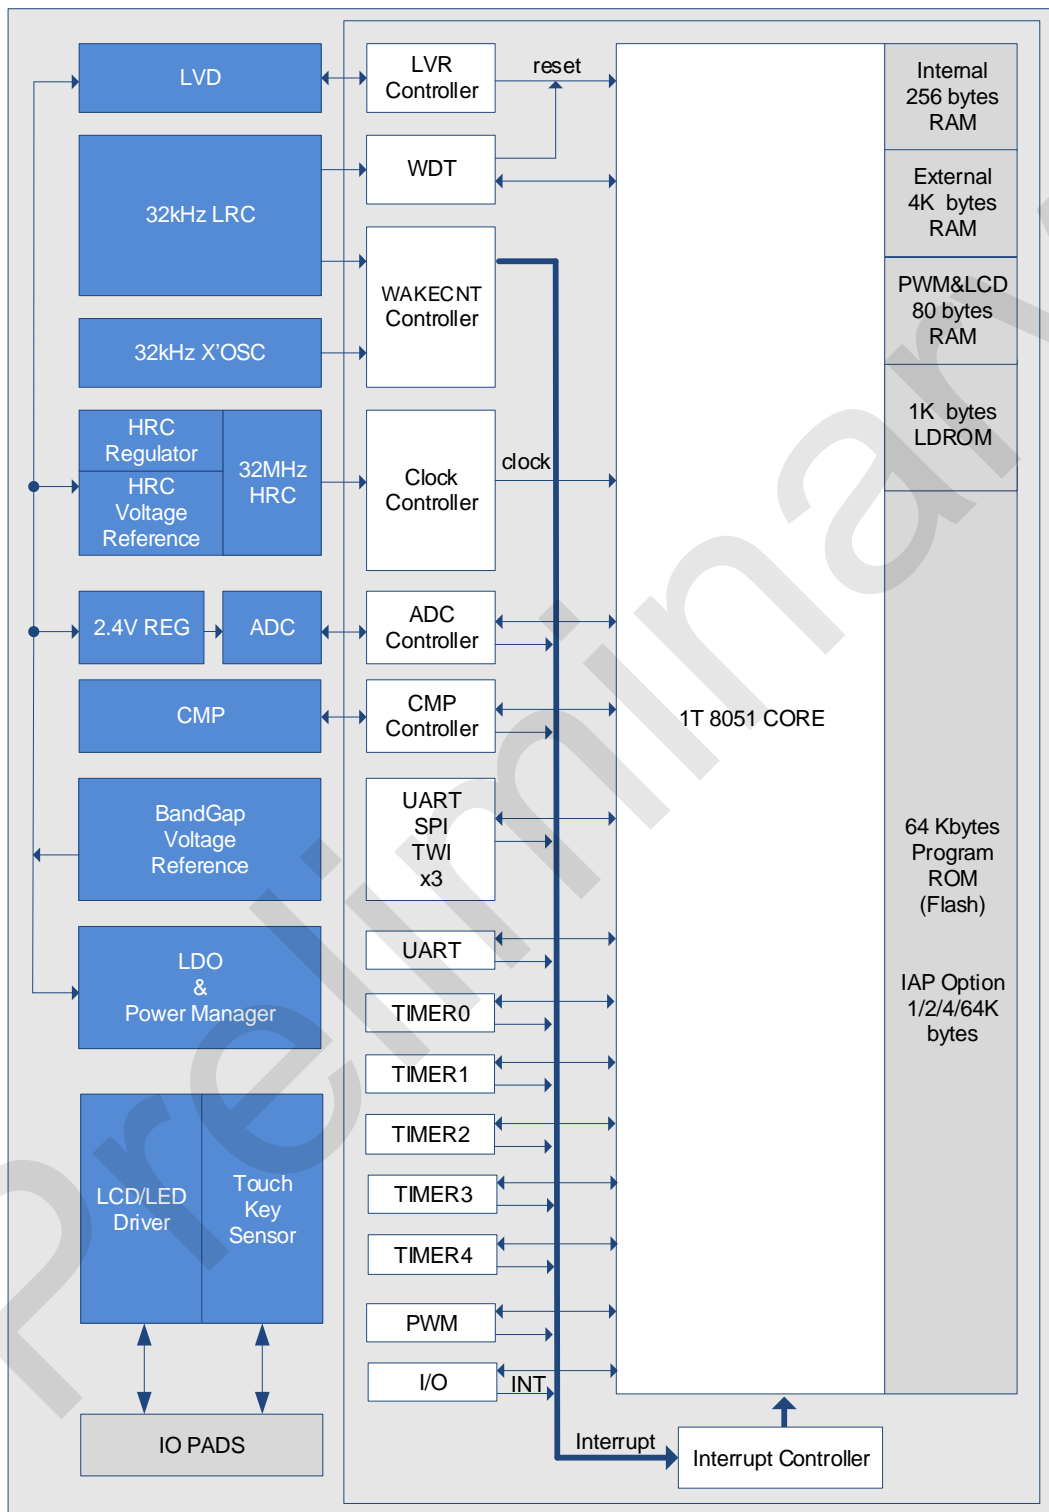 LVD
LVR
Controller
reset
Internal
256 bytes
RAM
32kHz LRC
WDT
External
4K bytes
RAM
WAKECNT
Controller
PWM&LCD
80 bytes
RAM
32kHz X'OSC
HRC
Regulator
HRC
Voltage
Reference
32MHz
HRC
Clock
Controller
clock
1K bytes
LDROM
2.4V REG
ADC
ADC
Controller
CMP
CMP
Controller
1T 8051 CORE
BandGap
Voltage
Reference
UART
SPI
TWI
x3
64 Kbytes
Program
ROM
(Flash)
IAP Option
1/2/4/64K
bytes
LDO
&
Power Manager
UART
TIMER0
TIMER1
TIMER2
TIMER3
TIMER4
LCD/LED
Driver
Touch
Key
Sensor
PWM
I/O
INT
IO PADS
Interrupt
Interrupt Controller
Preliminary